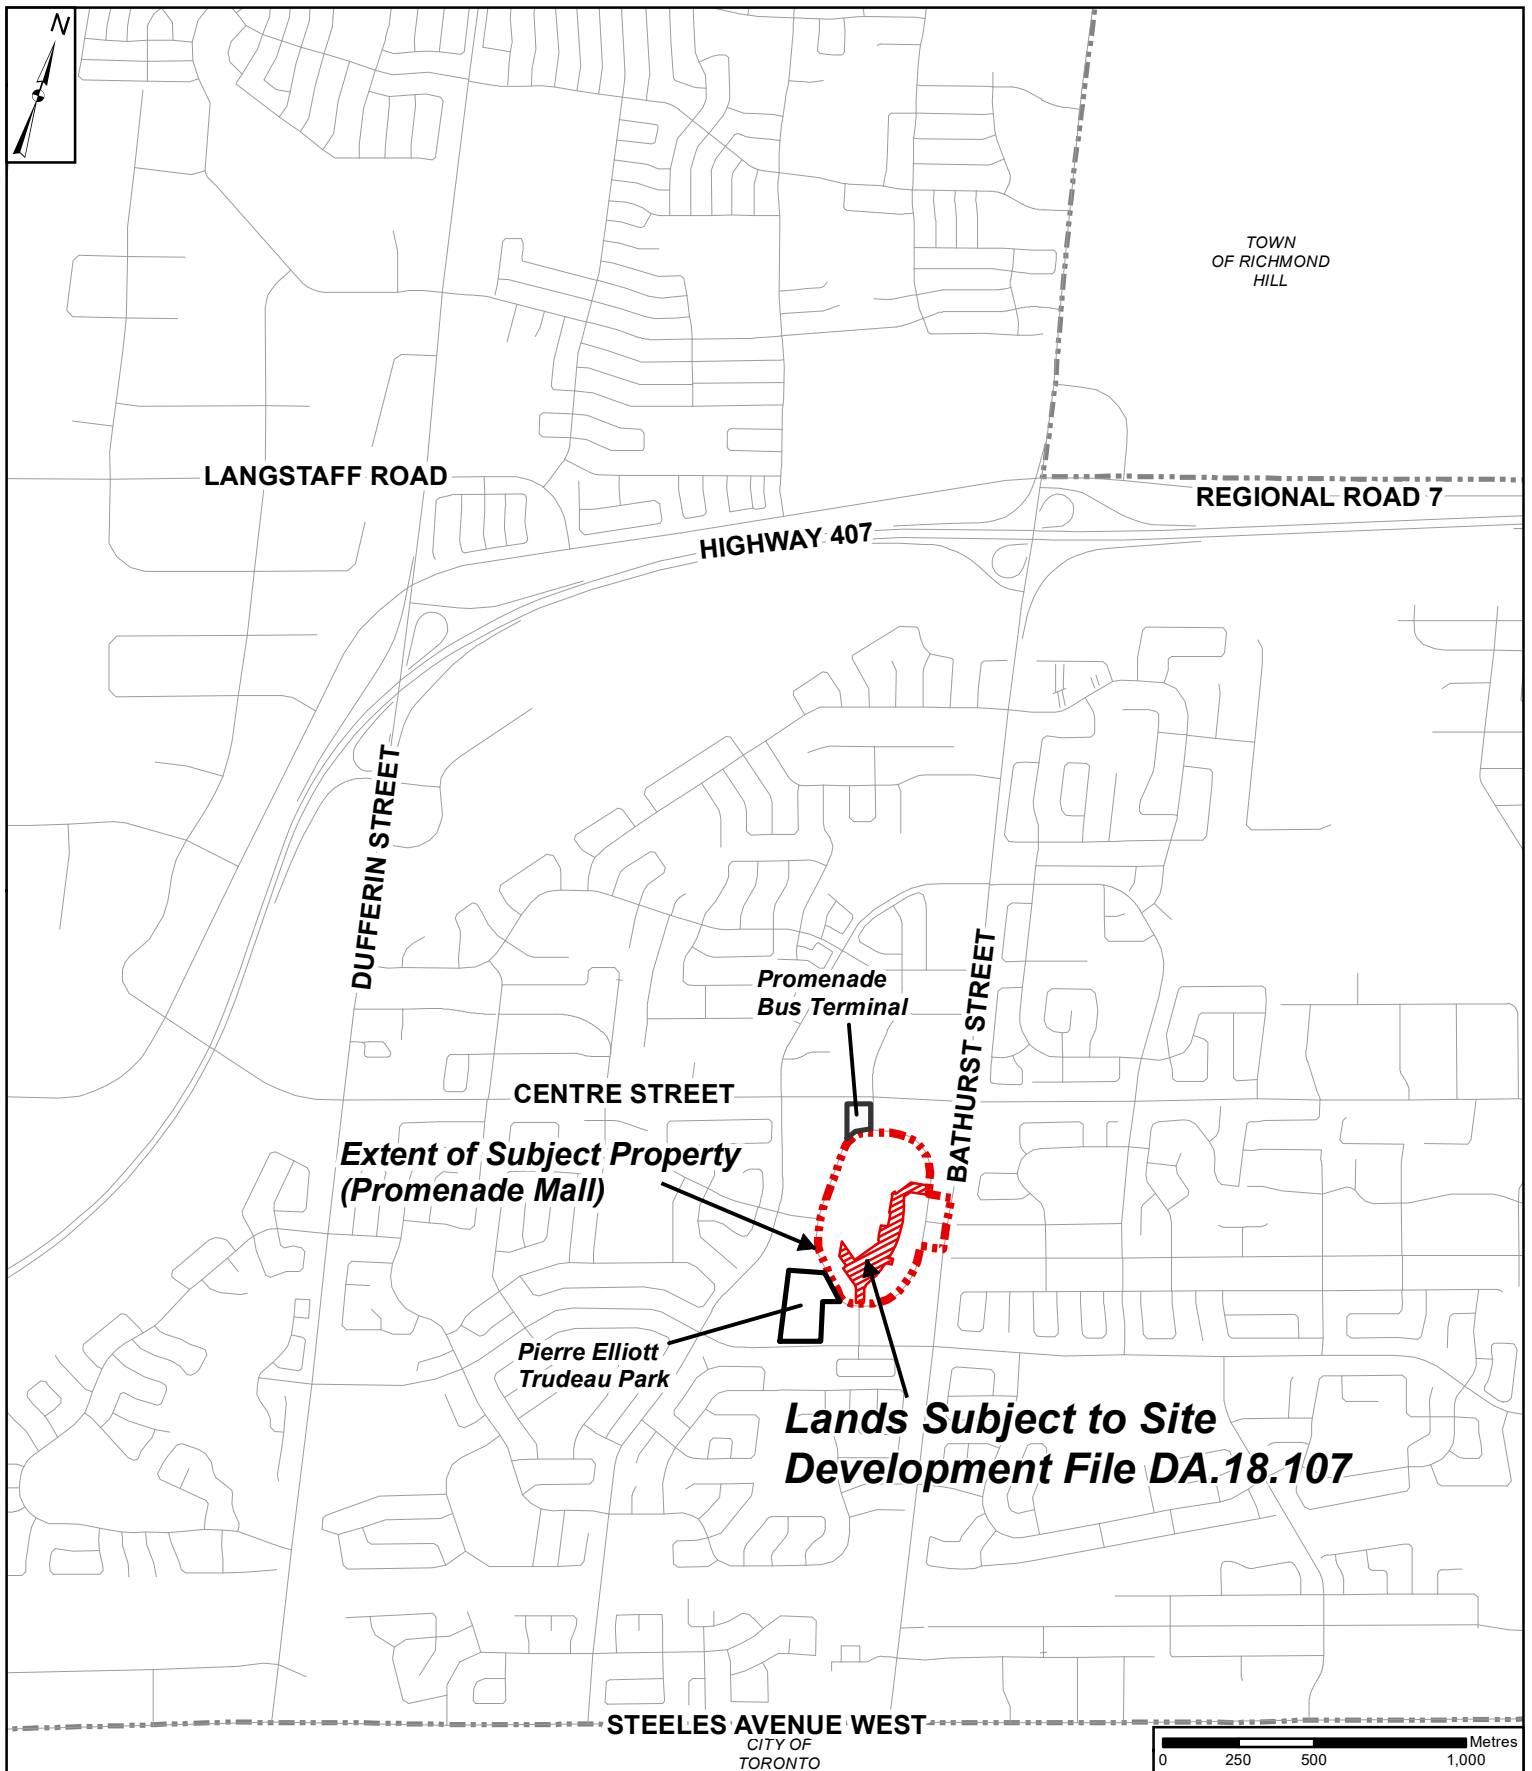 N
TOWN
OF RICHMOND
HILL
LANGSTAFF ROAD
REGIONAL ROAD 7
HIGHWAY 407
DUFFERIN STREET
BATHURST STREET
Promenade
Bus Terminal
CENTRE STREET
Extent of Subject Property
(Promenade Mall)
Pierre Elliott
Trudeau Park
Lands Subject to Site
Development File DA.18.107
STEELES AVENUE WEST
CITY OF
TORONTO
Metres
0 250 500 1,000